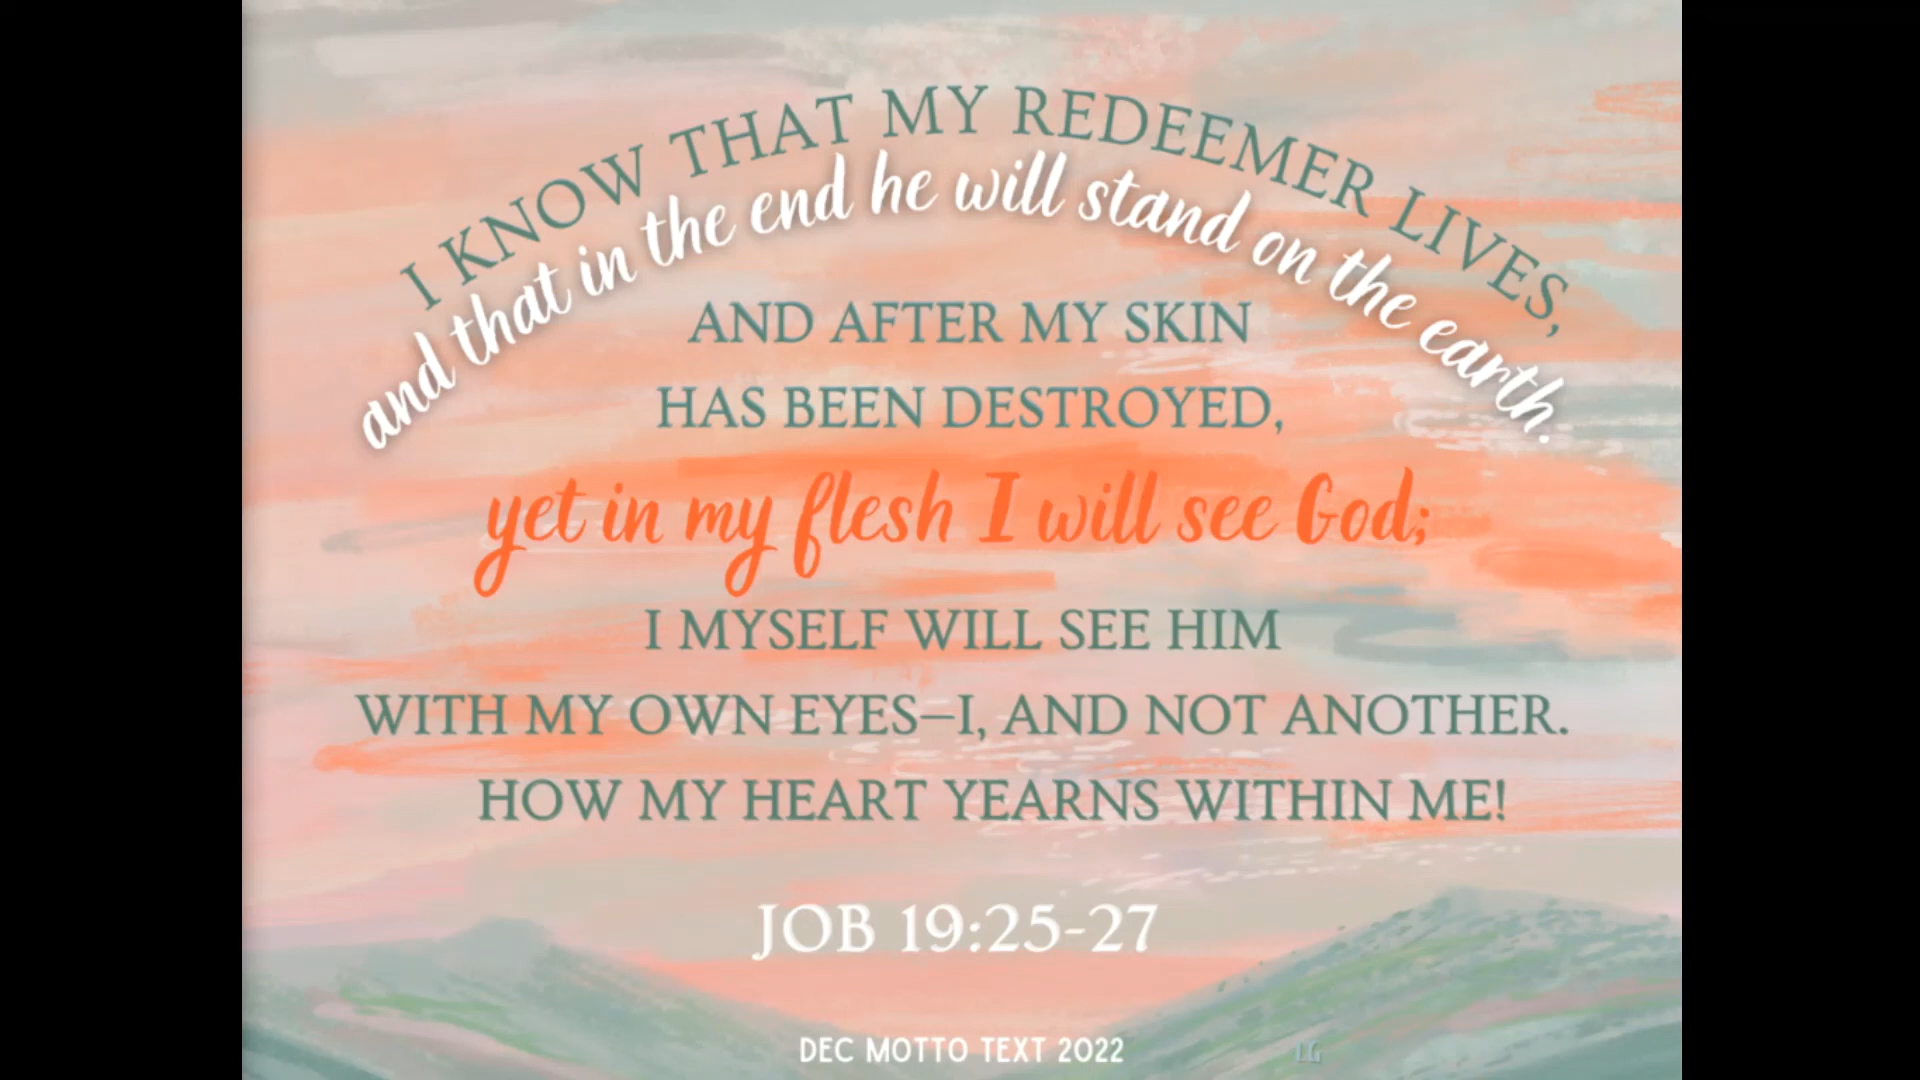 I KNOW THAT MY REDEEMER LIVES,
and that in the end he will stand on the earth.
AND AFTER MY SKIN
HAS BEEN DESTROYED,
yet in my flesh I will see God;
I MYSELF WILL SEE HIM
WITH MY OWN EYES—I, AND NOT ANOTHER.
HOW MY HEART YEARNS WITHIN ME!
JOB 19:25-27
DEC MOTTO TEXT 2022
LG